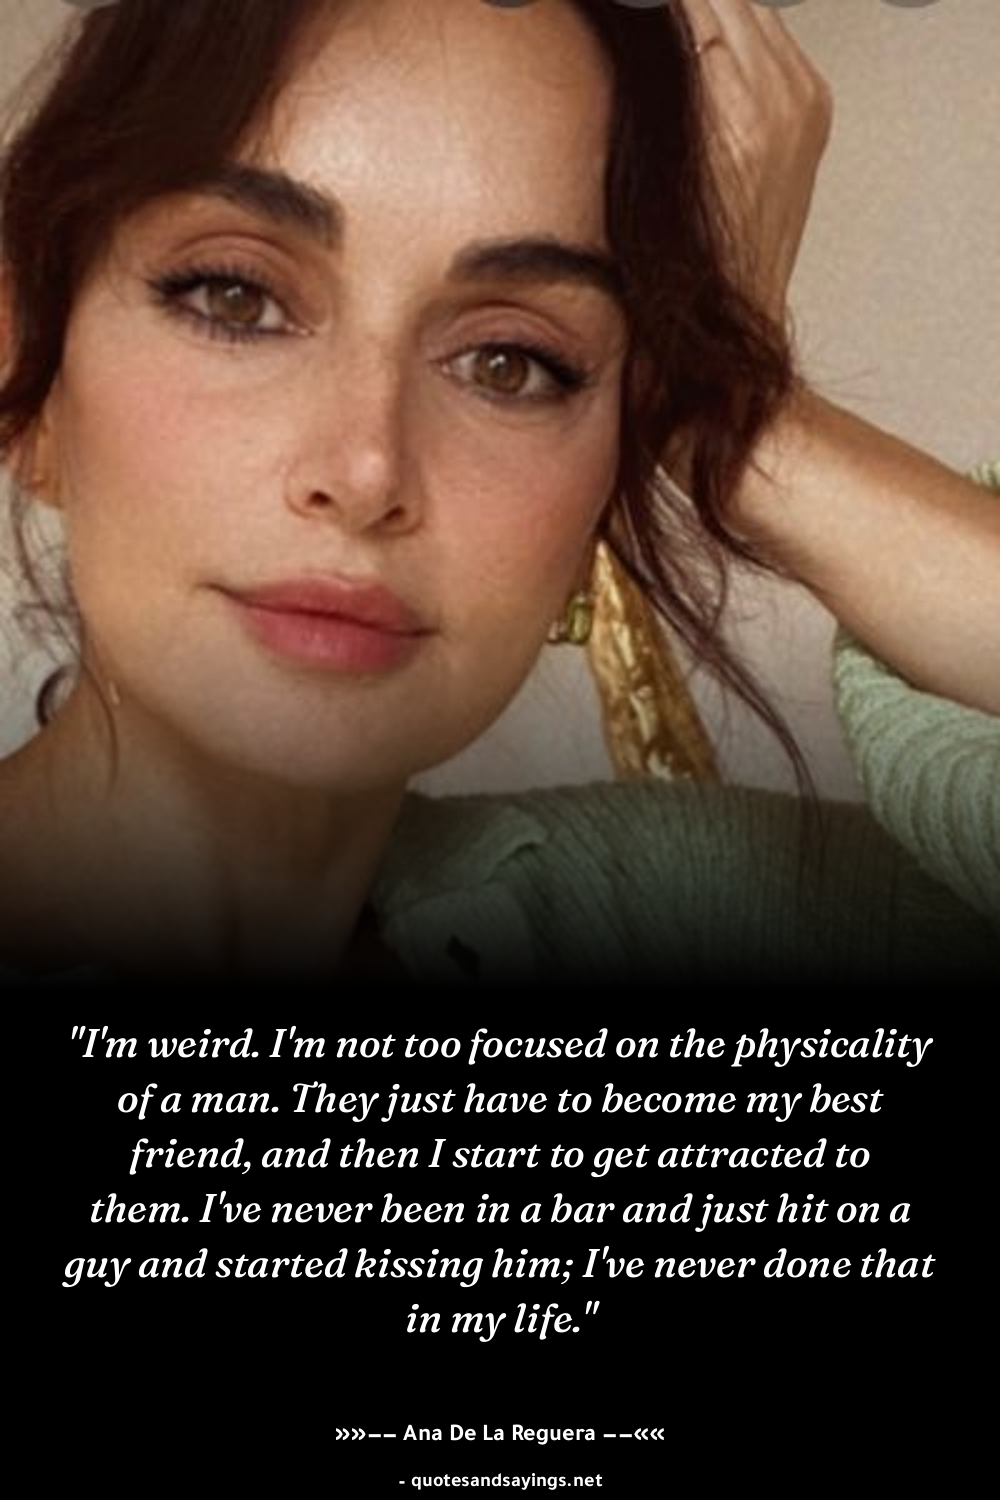 "I'm weird. I'm not too focused on the physicality
of a man. They just have to become my best
friend, and then I start to get attracted to
them. I've never been in a bar and just hit on a
guy and started kissing him; I've never done that
in my life."
»»−− Ana De La Reguera −−««
- quotesandsayings.net